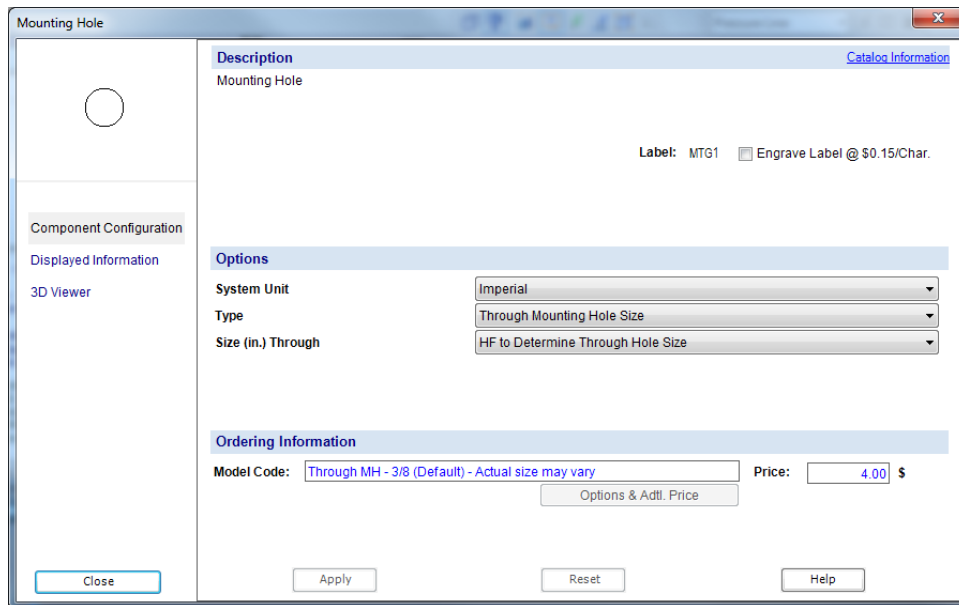 Mounting Hole
Description
Catalog Information
Mounting Hole
Label: MTG1 Engrave Label @ $0.15/Char.
Component Configuration
Displayed Information
3D Viewer
Options
System Unit Imperial
Type Through Mounting Hole Size
Size (in.) Through HF to Determine Through Hole Size
Ordering Information
Model Code: Through MH - 3/8 (Default) - Actual size may vary Price: 4.00 $
Options & Adtl. Price
Close Apply Reset Help